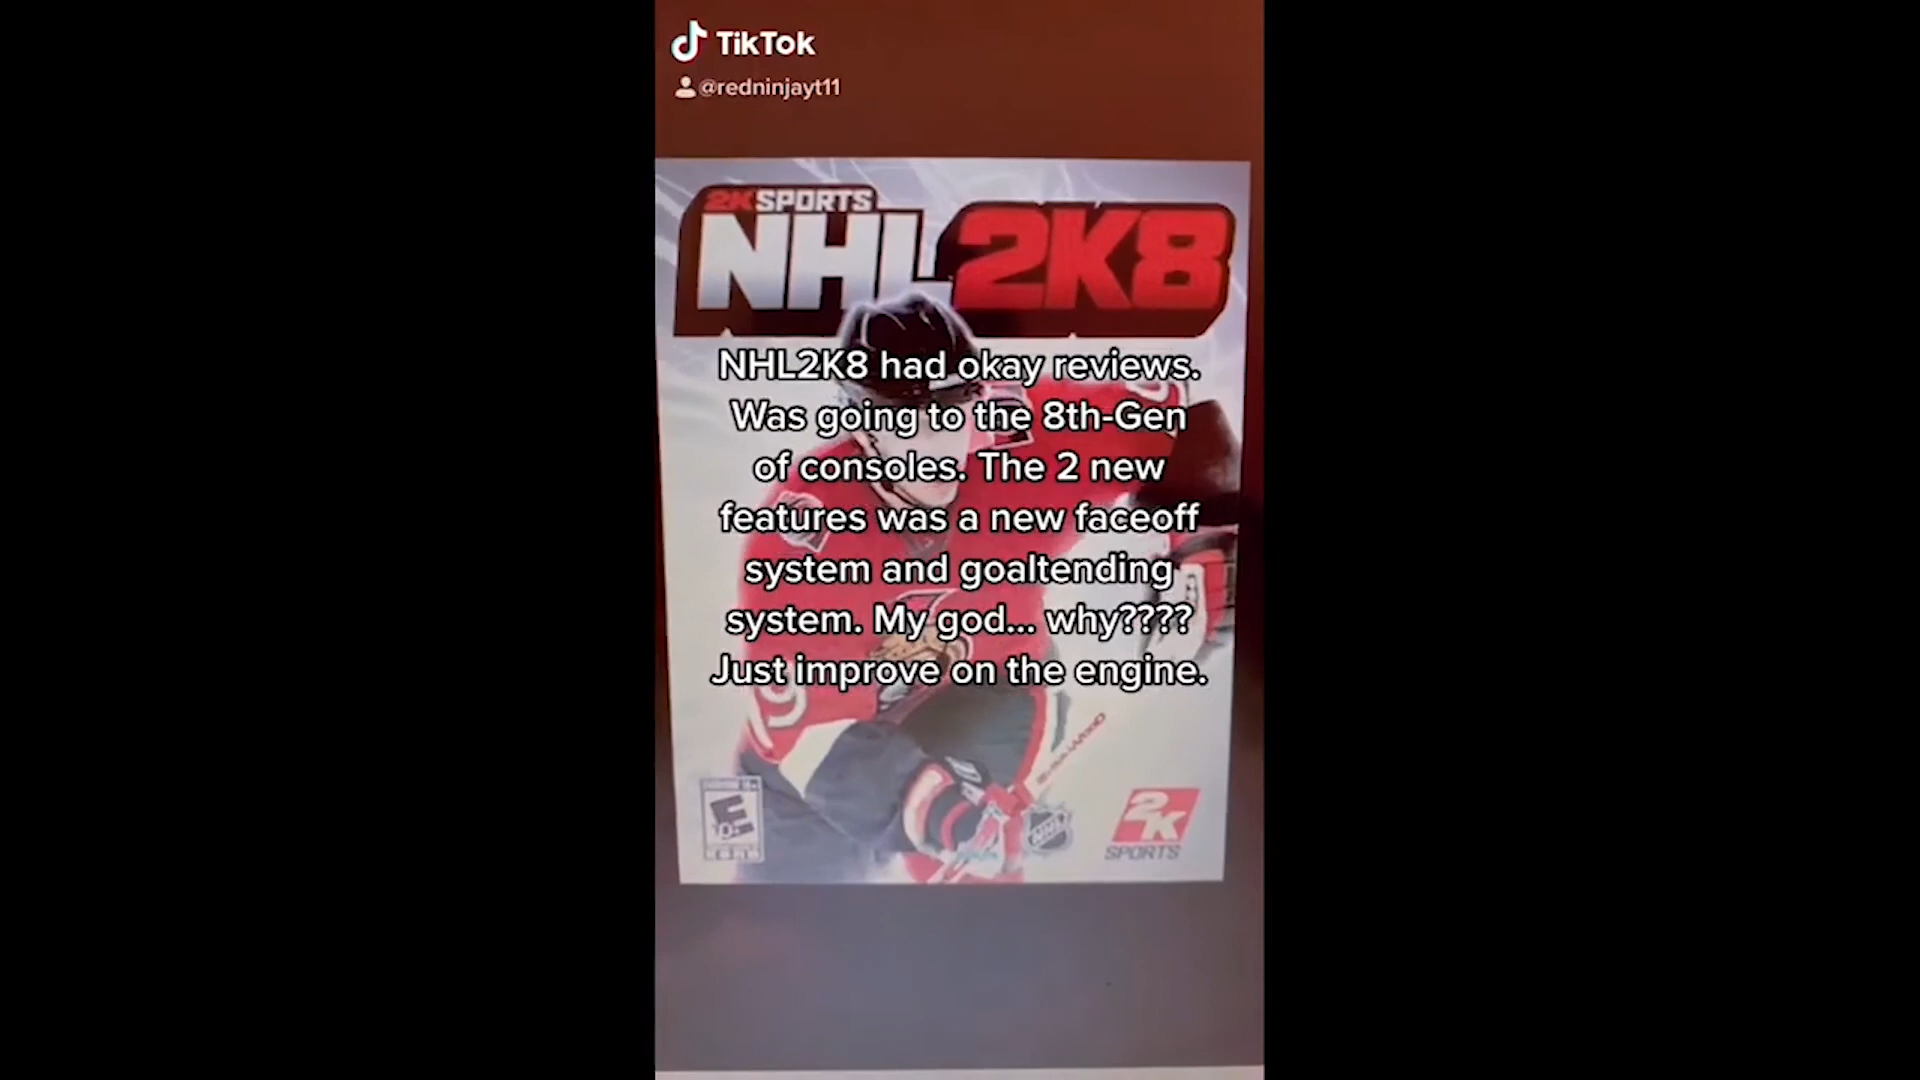 TikTok
@redninjayt11
2K SPORTS
NHL 2K8
NHL2K8 had okay reviews.
Was going to the 8th-Gen
of consoles. The 2 new
features was a new faceoff
system and goaltending
system. My god... why????
Just improve on the engine.
9
E
NHL
2K
SPORTS